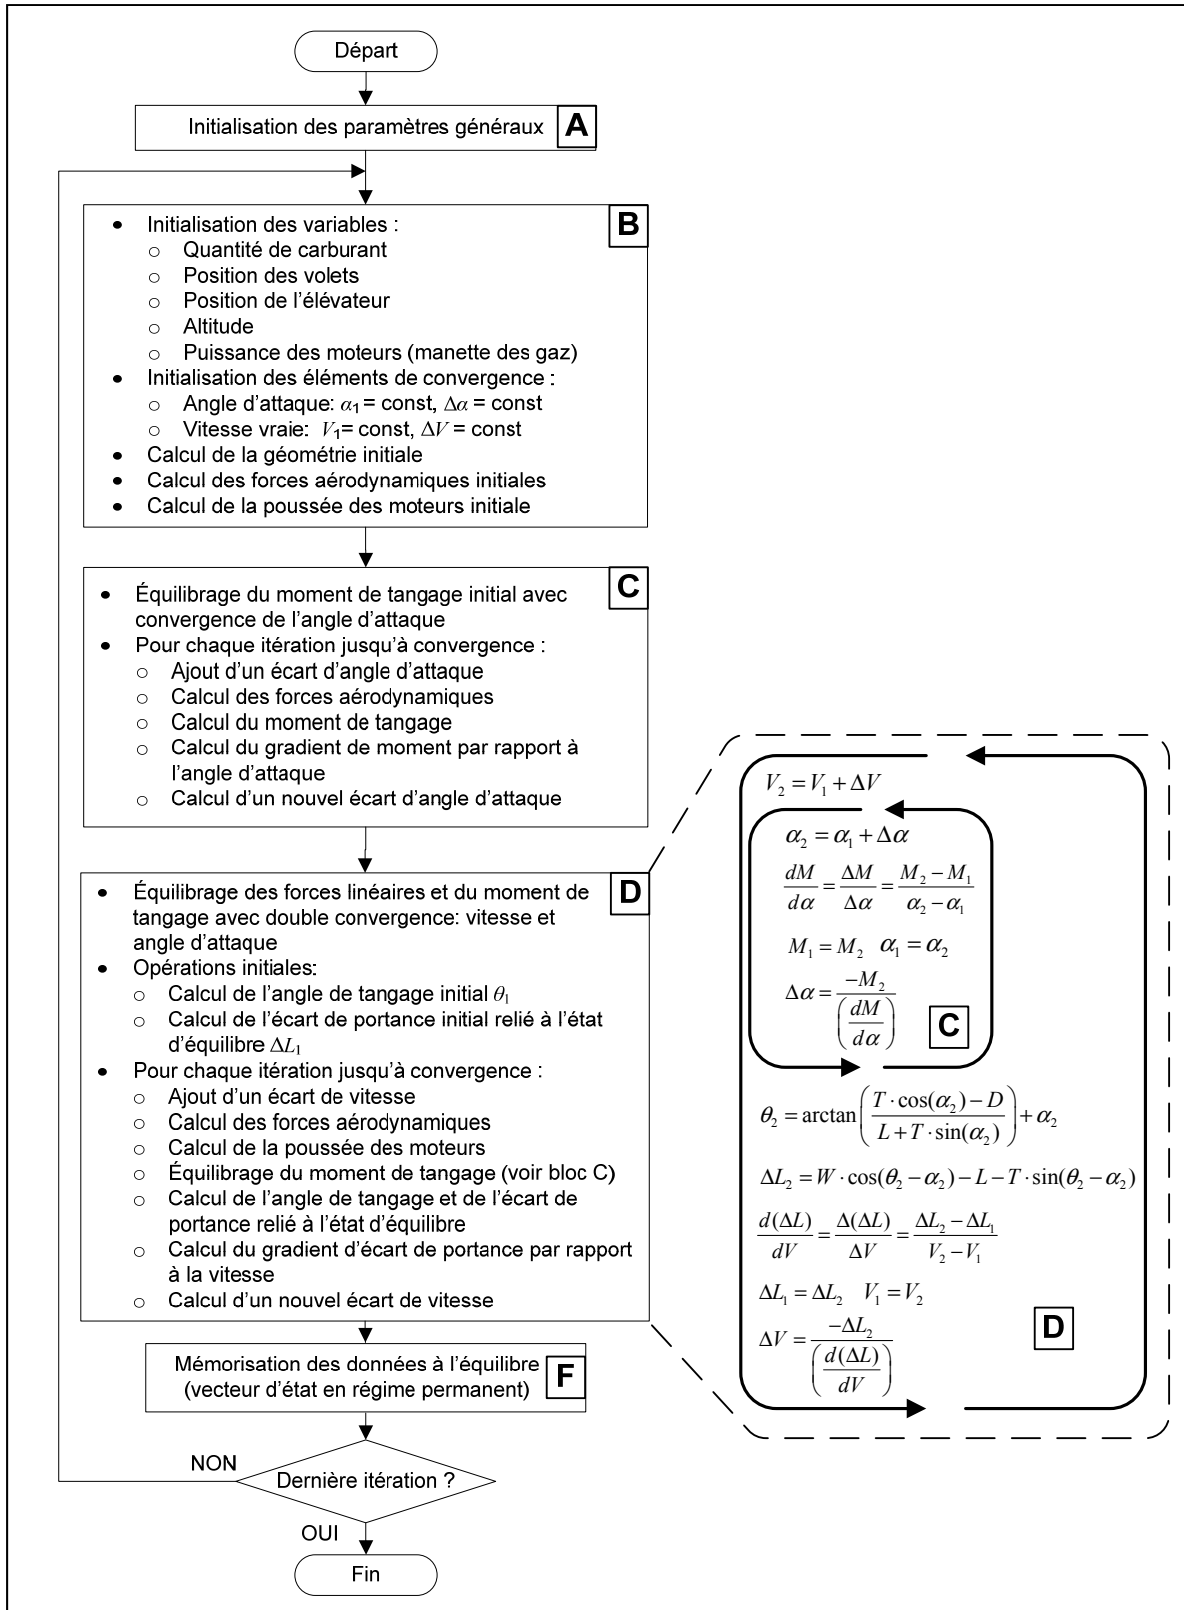 Départ
Initialisation des paramètres généraux
A
B
• Initialisation des variables :
o Quantité de carburant
o Position des volets
o Position de l'élévateur
o Altitude
o Puissance des moteurs (manette des gaz)
• Initialisation des éléments de convergence :
o Angle d'attaque: α₁ = const, Δα = const
o Vitesse vraie: V₁= const, ΔV = const
• Calcul de la géométrie initiale
• Calcul des forces aérodynamiques initiales
• Calcul de la poussée des moteurs initiale
C
• Équilibrage du moment de tangage initial avec
convergence de l'angle d'attaque
• Pour chaque itération jusqu'à convergence :
o Ajout d'un écart d'angle d'attaque
o Calcul des forces aérodynamiques
o Calcul du moment de tangage
o Calcul du gradient de moment par rapport à
l'angle d'attaque
o Calcul d'un nouvel écart d'angle d'attaque
D
• Équilibrage des forces linéaires et du moment de
tangage avec double convergence: vitesse et
angle d'attaque
• Opérations initiales:
o Calcul de l'angle de tangage initial θ₁
o Calcul de l'écart de portance initial relié à l'état
d'équilibre ΔL₁
• Pour chaque itération jusqu'à convergence :
o Ajout d'un écart de vitesse
o Calcul des forces aérodynamiques
o Calcul de la poussée des moteurs
o Équilibrage du moment de tangage (voir bloc C)
o Calcul de l'angle de tangage et de l'écart de
portance relié à l'état d'équilibre
o Calcul du gradient d'écart de portance par rapport
à la vitesse
o Calcul d'un nouvel écart de vitesse
Mémorisation des données à l'équilibre
(vecteur d'état en régime permanent)
F
NON
Dernière itération ?
OUI
Fin
V₂ = V₁ + ΔV
α₂ = α₁ + Δα
dM/dα = ΔM/Δα = (M₂ − M₁)/(α₂ − α₁)
M₁ = M₂ α₁ = α₂
Δα = −M₂/(dM/dα)
C
θ₂ = arctan((T · cos(α₂) − D)/(L + T · sin(α₂))) + α₂
ΔL₂ = W · cos(θ₂ − α₂) − L − T · sin(θ₂ − α₂)
d(ΔL)/dV = Δ(ΔL)/ΔV = (ΔL₂ − ΔL₁)/(V₂ − V₁)
ΔL₁ = ΔL₂ V₁ = V₂
ΔV = −ΔL₂/(d(ΔL)/dV)
D